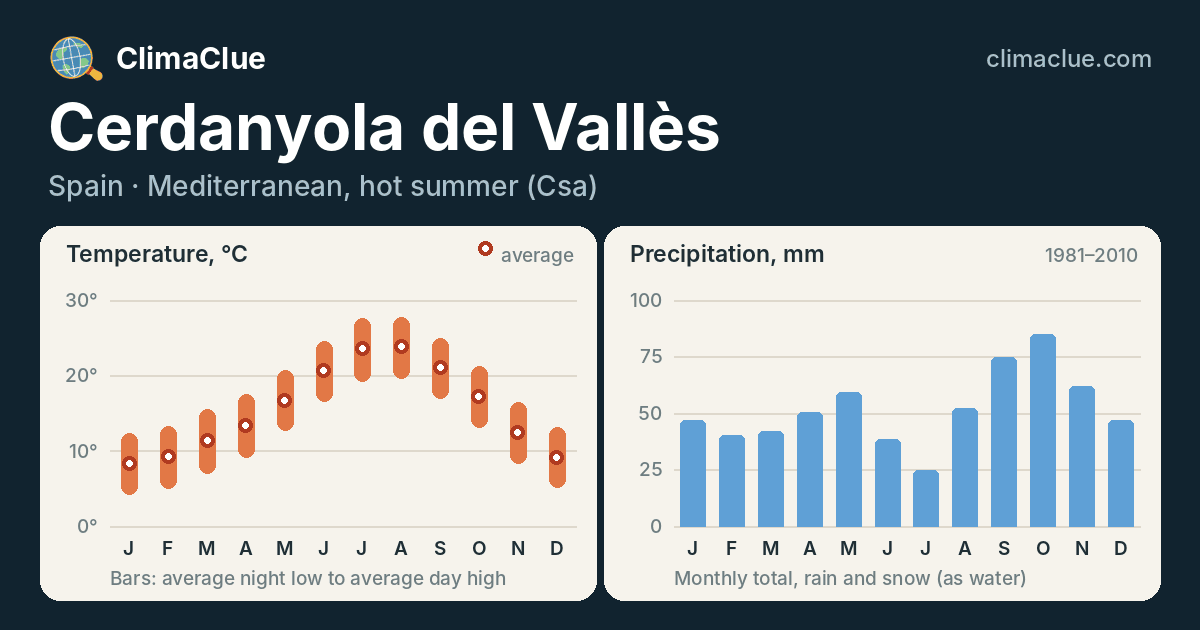 ClimaClue
climaclue.com
Cerdanyola del Vallès
Spain · Mediterranean, hot summer (Csa)
Temperature, °C
average
30°
20°
10°
0°
J F M A M J J A S O N D
Bars: average night low to average day high
Precipitation, mm
1981–2010
100
75
50
25
0
J F M A M J J A S O N D
Monthly total, rain and snow (as water)